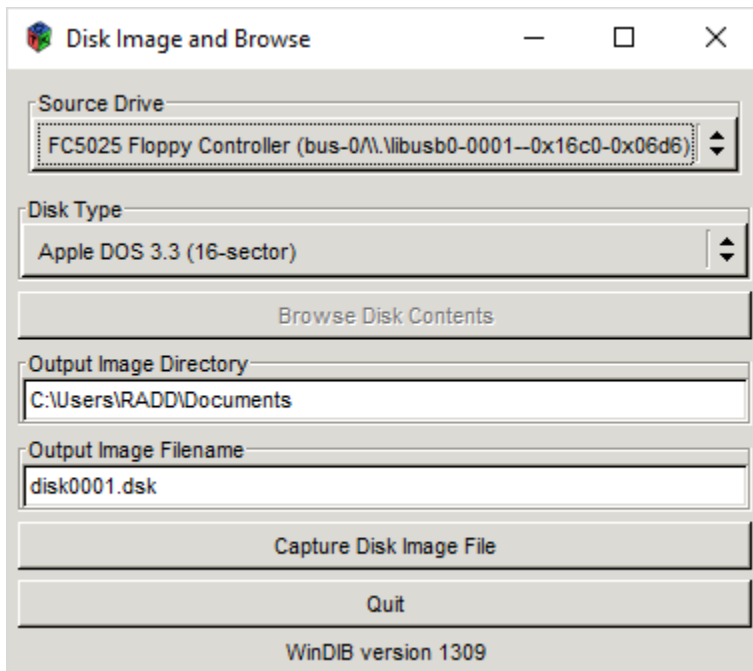 Disk Image and Browse
Source Drive
FC5025 Floppy Controller (bus-0/\\.\libusb0-0001--0x16c0-0x06d6)
Disk Type
Apple DOS 3.3 (16-sector)
Browse Disk Contents
Output Image Directory
C:\Users\RADD\Documents
Output Image Filename
disk0001.dsk
Capture Disk Image File
Quit
WinDIB version 1309